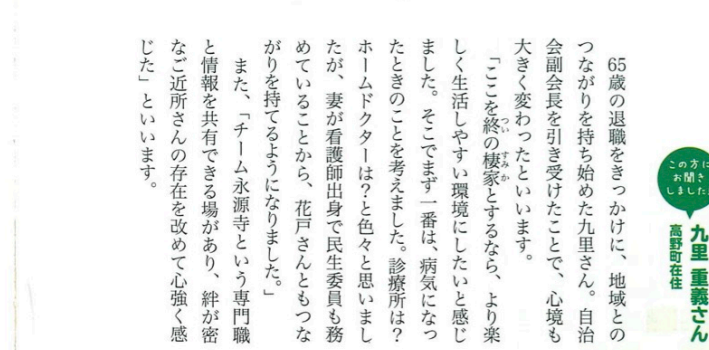 この方に
お聞き
しました!
九里 重義さん
高野町在住
65歳の退職をきっかけに、地域との
つながりを持ち始めた九里さん。自治
会副会長を引き受けたことで、心境も
大きく変わったといいます。
「ここを終の棲家とするなら、より楽
しく生活しやすい環境にしたいと感じ
ました。そこでまず一番は、病気になっ
たときのことを考えました。診療所は?
ホームドクターは?と色々と思いまし
たが、妻が看護師出身で民生委員も務
めていることから、花戸さんともつな
がりを持てるようになりました。」
また、「チーム永源寺という専門職
と情報を共有できる場があり、絆が密
なご近所さんの存在を改めて心強く感
じた」といいます。